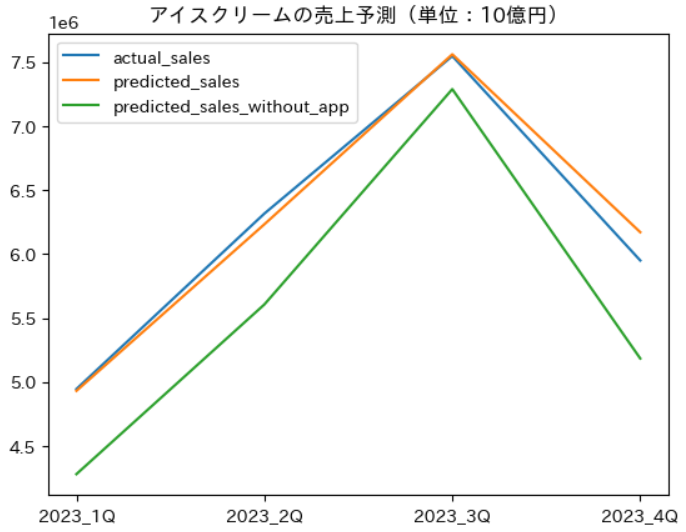 アイスクリームの売上予測（単位：10億円）
1e6
actual_sales
predicted_sales
predicted_sales_without_app
7.5
7.0
6.5
6.0
5.5
5.0
4.5
2023_1Q 2023_2Q 2023_3Q 2023_4Q